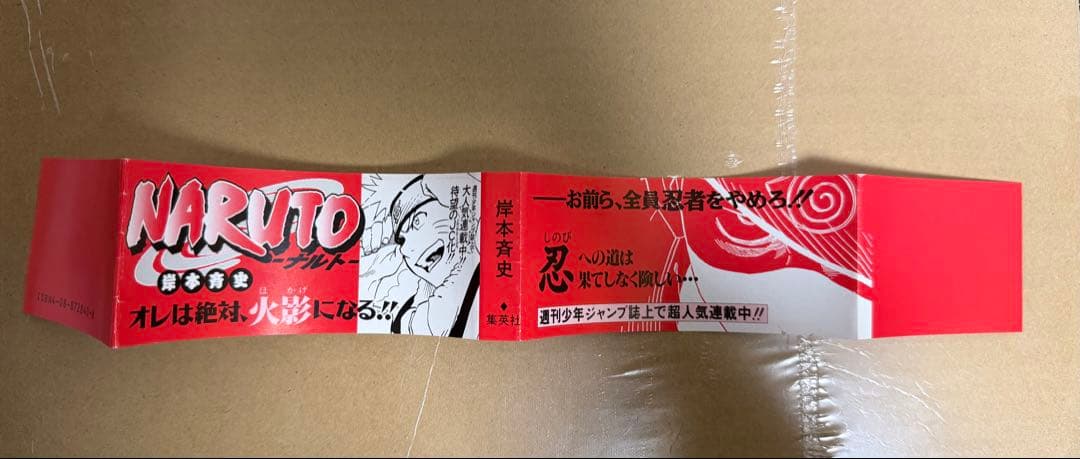 NARUTO
ーナルトー
岸本斉史
オレは絶対、火影になる!!
ほかげ
大人気連載中!!
待望のJC化!!
岸本斉史
◆
集英社
──お前ら、全員忍者をやめろ!!
しのび
忍への道は
果てしなく険しい…
週刊少年ジャンプ誌上で超人気連載中!!